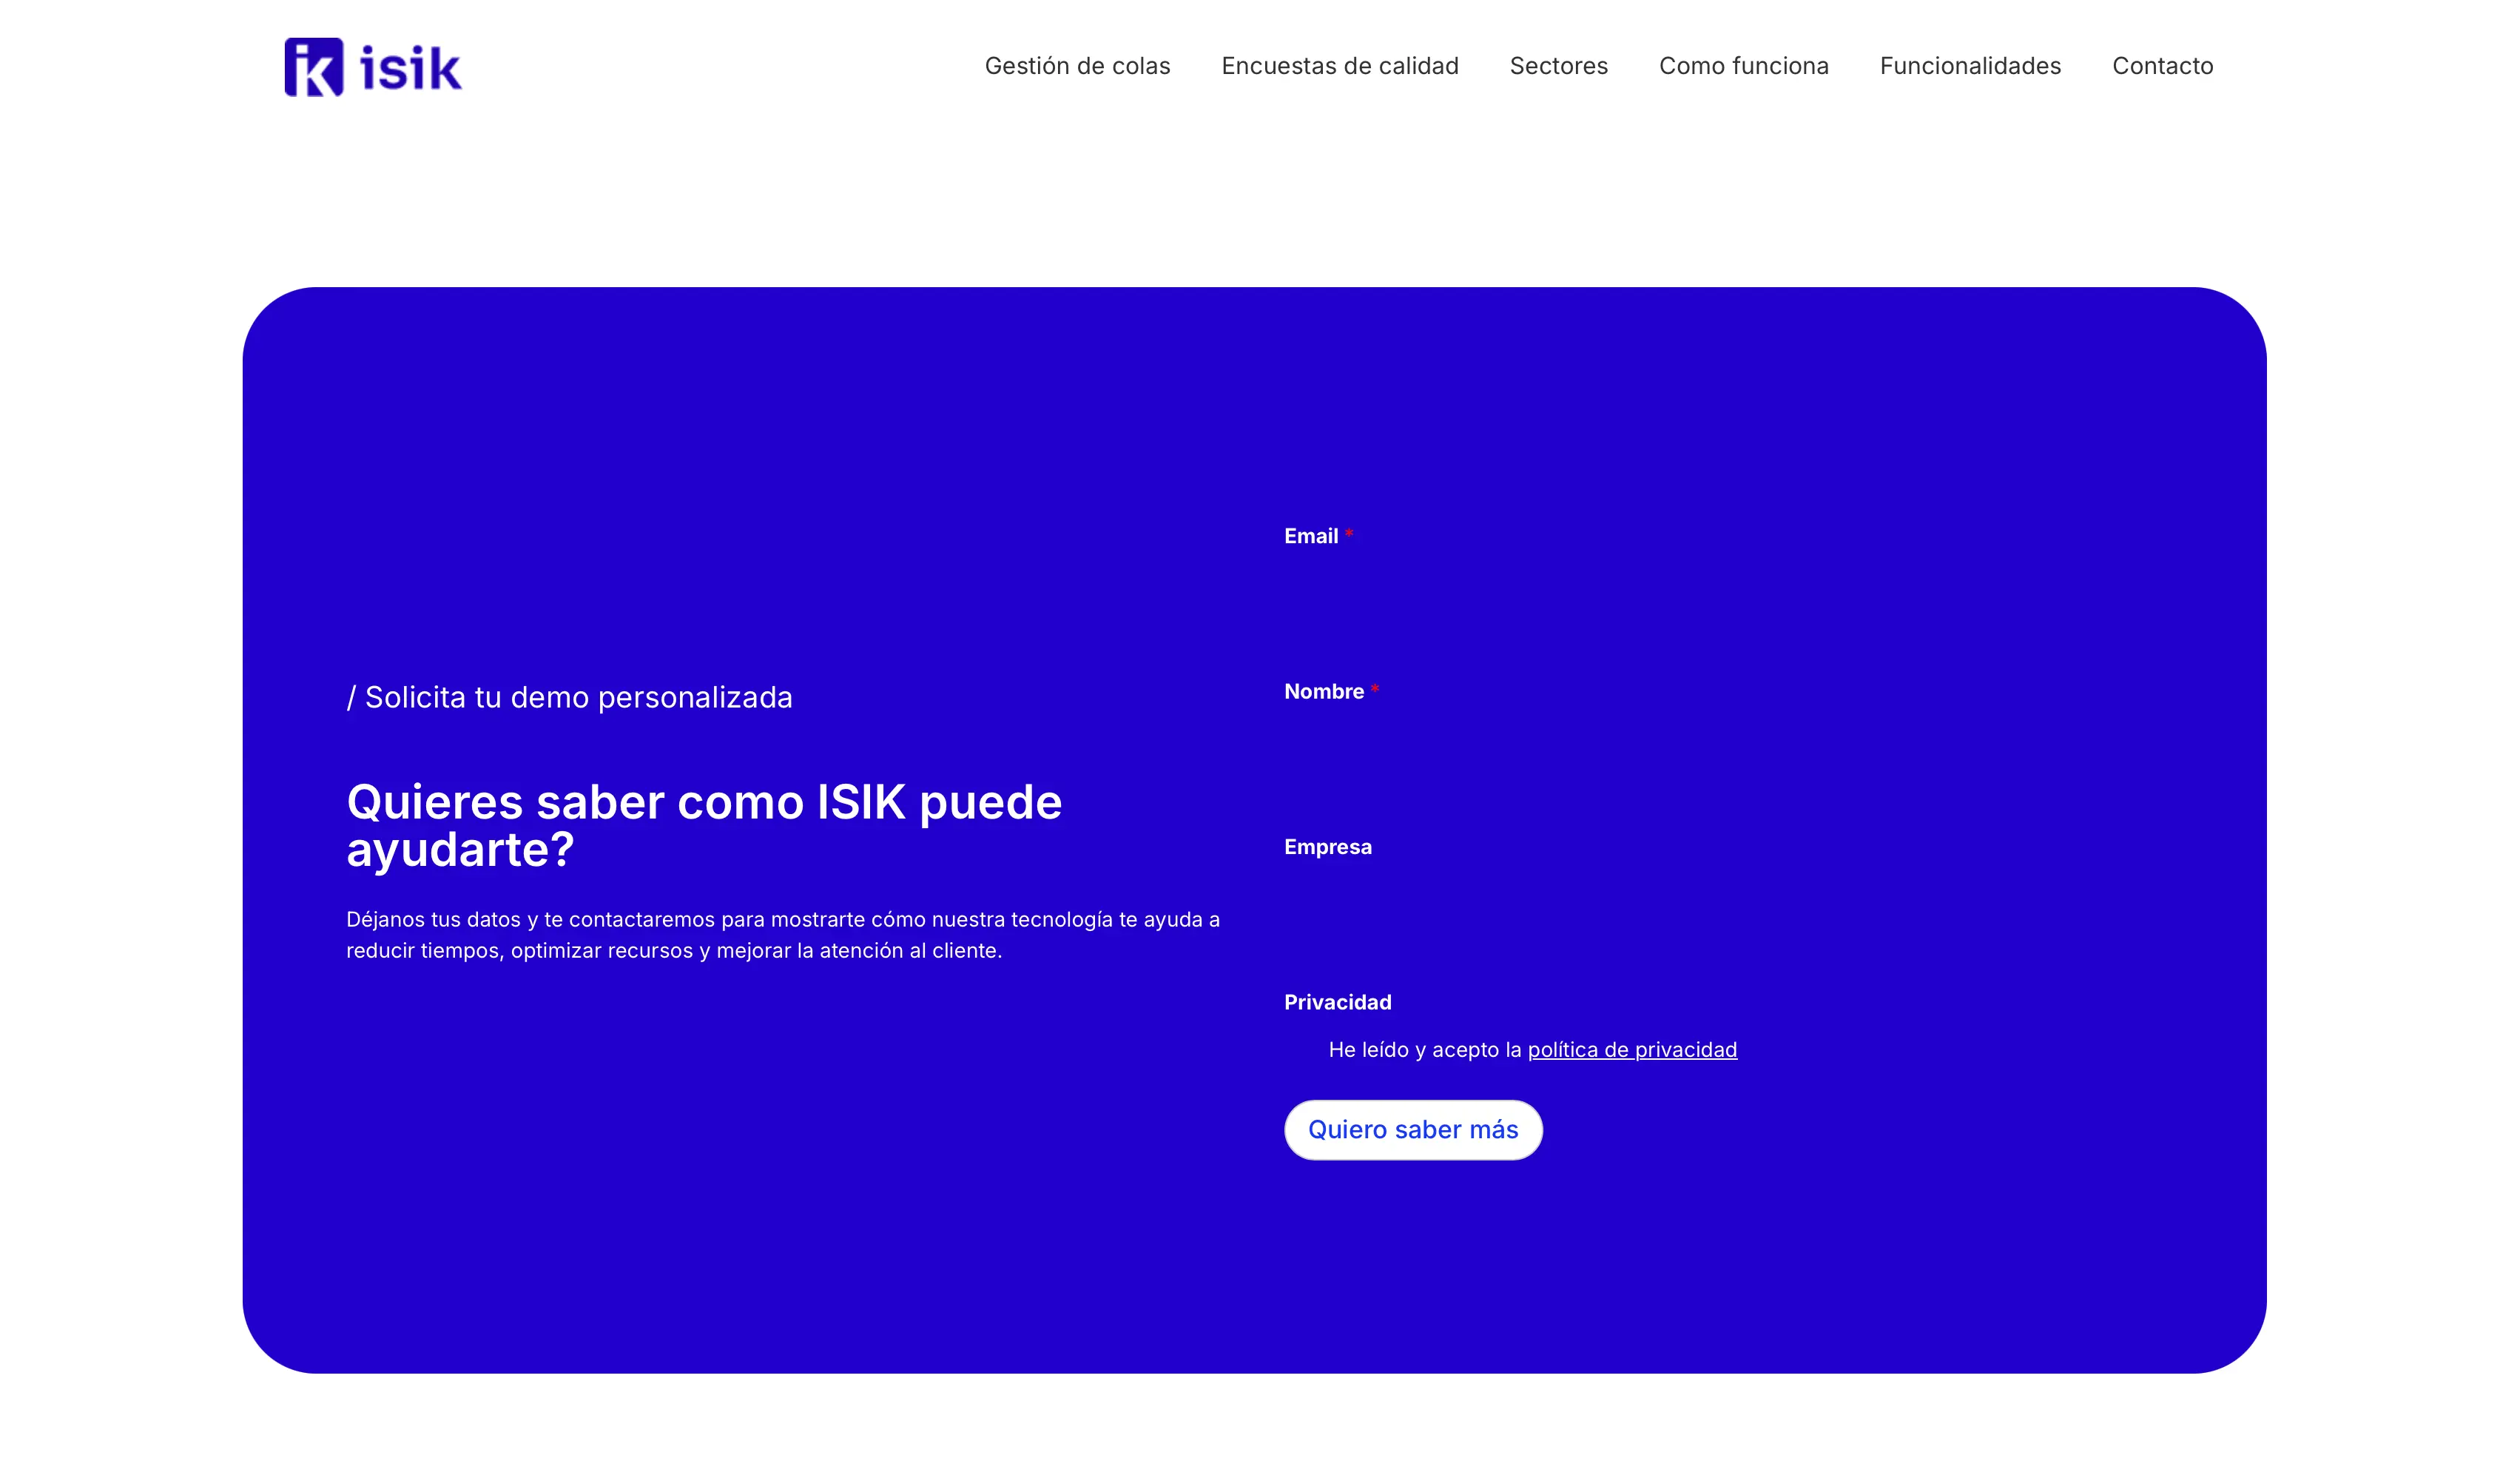 isik
Gestión de colas
Encuestas de calidad
Sectores
Como funciona
Funcionalidades
Contacto
/ Solicita tu demo personalizada
Quieres saber como ISIK puede
ayudarte?
Déjanos tus datos y te contactaremos para mostrarte cómo nuestra tecnología te ayuda a
reducir tiempos, optimizar recursos y mejorar la atención al cliente.
Email *
Nombre *
Empresa
Privacidad
He leído y acepto la política de privacidad
Quiero saber más